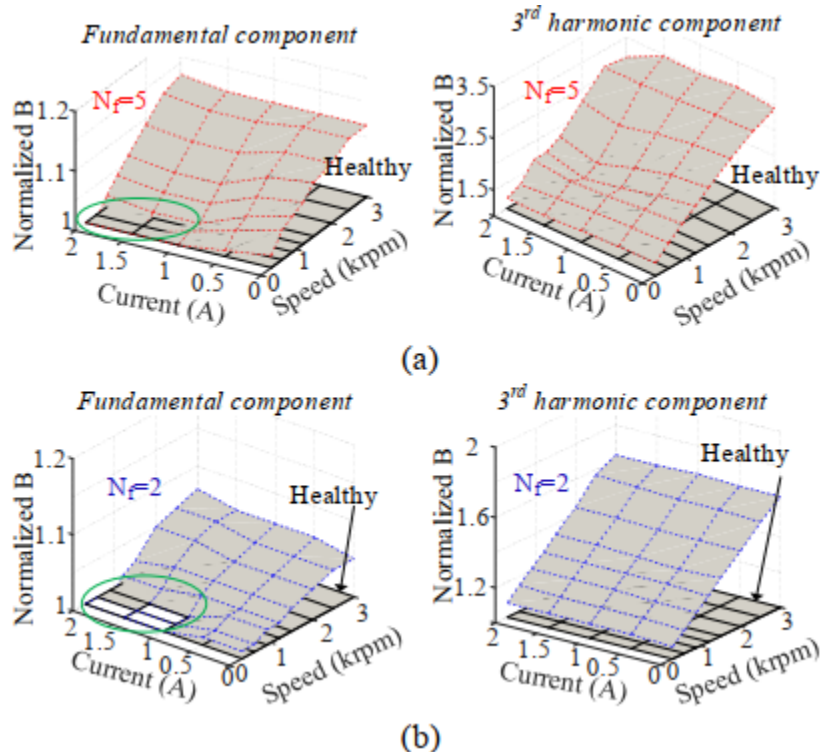 Fundamental component
3rd harmonic component
Nf=5
Nf=5
Normalized B
1.2
1.1
1
Healthy
2
1.5
1
0.5
0
Current (A)
0
1
2
3
Speed (krpm)
Normalized B
3.5
2.5
1.5
Healthy
2
1.5
1
0.5
0
Current (A)
0
1
2
3
Speed (krpm)
(a)
Fundamental component
3rd harmonic component
Nf=2
Nf=2
Normalized B
1.2
1.1
1
Healthy
2
1.5
1
0.5
0
Current (A)
0
1
2
3
Speed (krpm)
Normalized B
2
1.6
1.2
Healthy
2
1.5
1
0.5
0
Current (A)
0
1
2
3
Speed (krpm)
(b)